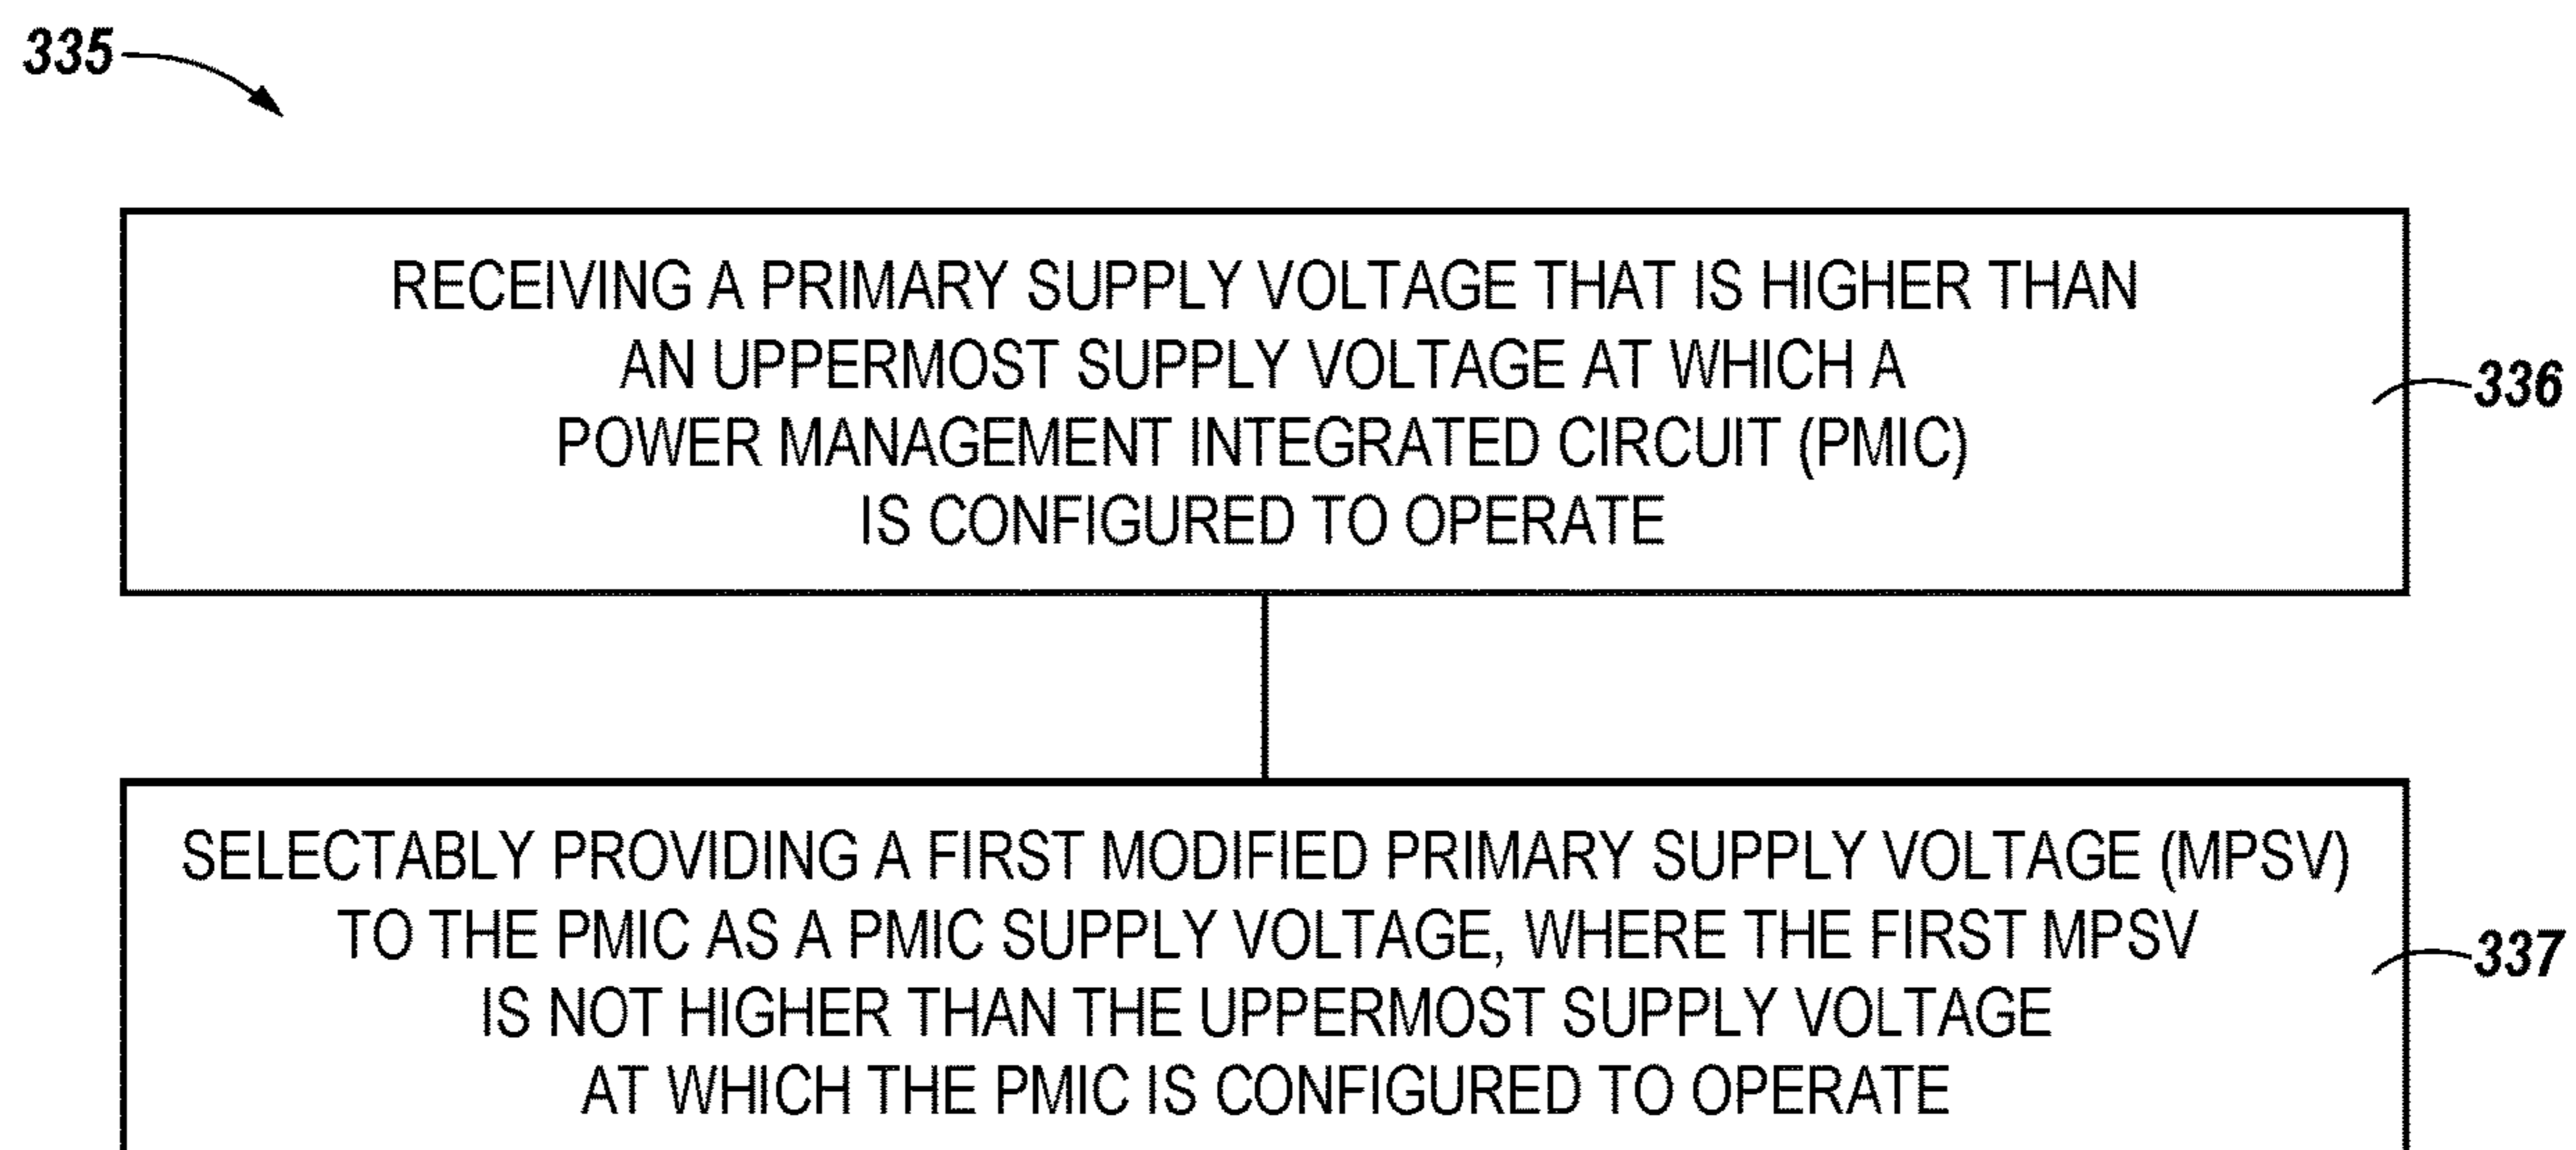 335
RECEIVING A PRIMARY SUPPLY VOLTAGE THAT IS HIGHER THAN
AN UPPERMOST SUPPLY VOLTAGE AT WHICH A
POWER MANAGEMENT INTEGRATED CIRCUIT (PMIC)
IS CONFIGURED TO OPERATE
336
SELECTABLY PROVIDING A FIRST MODIFIED PRIMARY SUPPLY VOLTAGE (MPSV)
TO THE PMIC AS A PMIC SUPPLY VOLTAGE, WHERE THE FIRST MPSV
IS NOT HIGHER THAN THE UPPERMOST SUPPLY VOLTAGE
AT WHICH THE PMIC IS CONFIGURED TO OPERATE
337